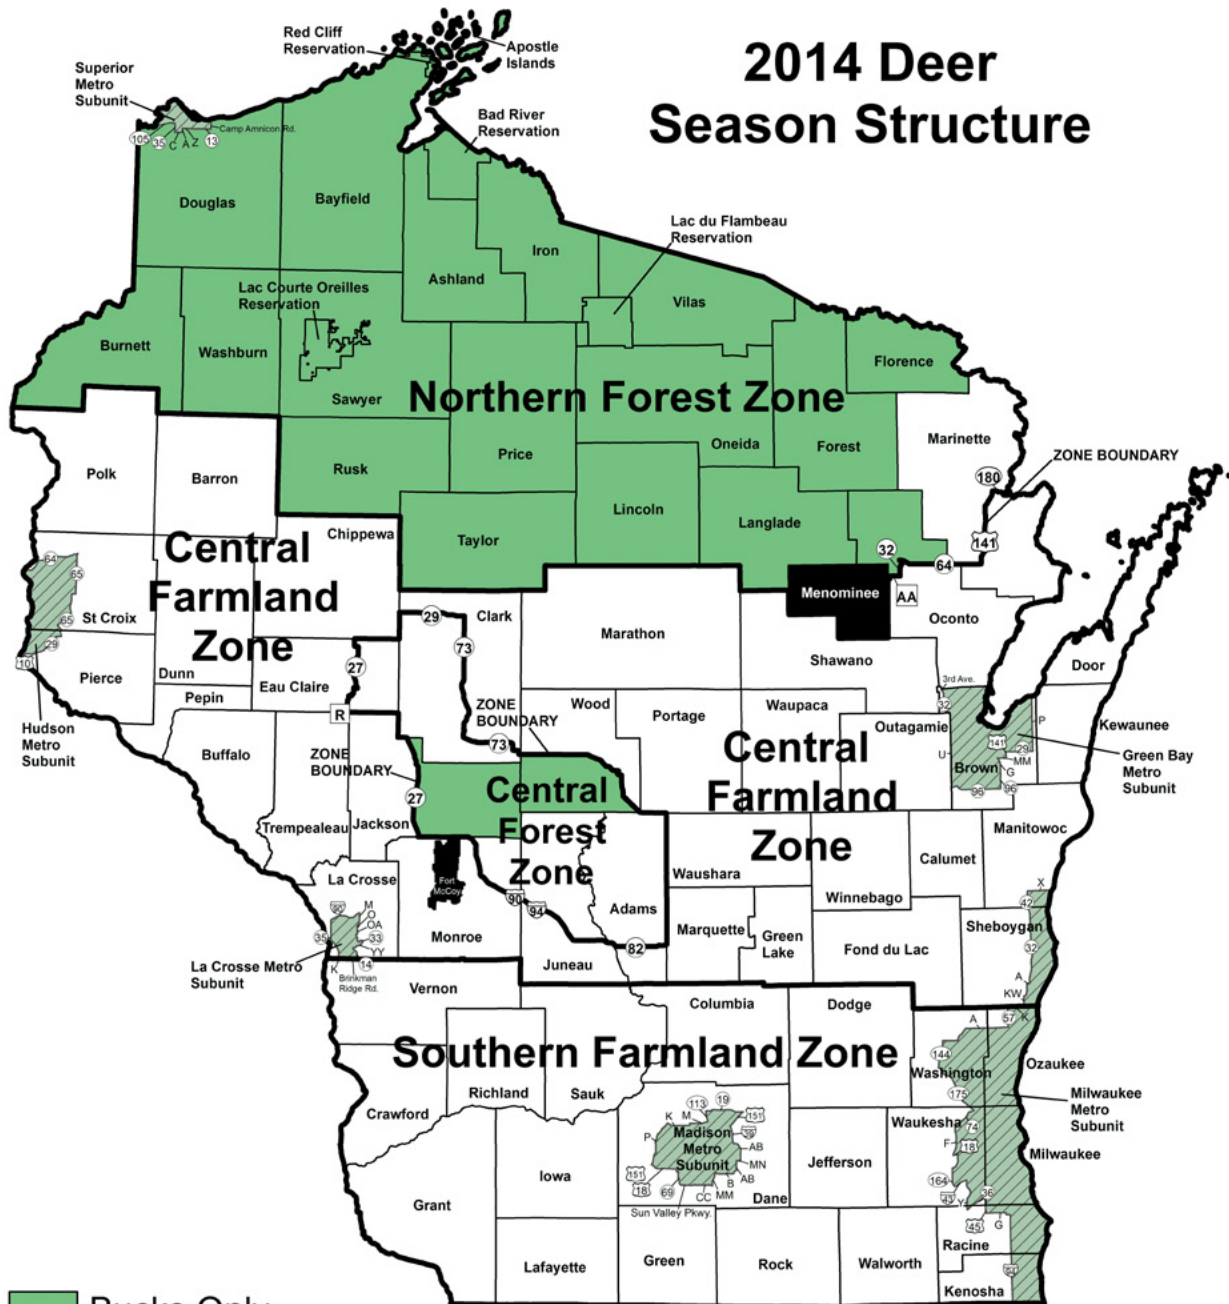 2014 Deer
Season Structure
Red Cliff
Reservation
Apostle
Islands
Superior
Metro
Subunit
Bad River
Reservation
Camp Amnicon Rd.
105
35
C
A
Z
13
Douglas
Bayfield
Lac du Flambeau
Reservation
Iron
Ashland
Lac Courte Oreilles
Reservation
Vilas
Burnett
Washburn
Florence
Northern Forest Zone
Sawyer
Marinette
Oneida
Forest
Price
Rusk
Polk
Barron
ZONE BOUNDARY
180
Lincoln
Langlade
Chippewa
Taylor
141
Central
Farmland
Zone
32
64
64
65
Menominee
AA
St Croix
65
29
10
Clark
29
Marathon
Oconto
73
Shawano
Door
27
Pierce
Dunn
Eau Claire
Pepin
3rd Ave.
32
R
ZONE
BOUNDARY
Wood
Portage
Waupaca
Outagamie
P
Kewaunee
Hudson
Metro
Subunit
Buffalo
ZONE
BOUNDARY
73
Central
Farmland
Zone
U
141
29
MM
Brown
G
96
96
Green Bay
Metro
Subunit
27
Central
Forest
Zone
Trempealeau
Jackson
Manitowoc
Calumet
La Crosse
Fort
McCoy
Waushara
Winnebago
X
42
90
94
Adams
90
M
O
OA
33
YY
35
14
K
Brinkman
Ridge Rd.
La Crosse Metro
Subunit
Monroe
82
Marquette
Green
Lake
Fond du Lac
Sheboygan
32
A
KW
Juneau
Vernon
Columbia
Dodge
57
K
A
Southern Farmland Zone
144
Washington
Ozaukee
175
Richland
Sauk
Crawford
Milwaukee
Metro
Subunit
113
19
151
K
M
39
P
Madison
Metro
Subunit
AB
MN
AB
B
MM
CC
69
18
151
Sun Valley Pkwy.
Dane
Waukesha
74
F
18
Milwaukee
164
43
36
Y
45
G
Jefferson
Iowa
Grant
Racine
Lafayette
Green
Rock
Walworth
Kenosha
Bucks Only